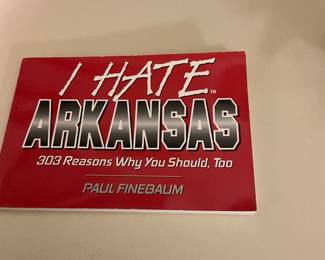 I HATE™
ARKANSAS
303 Reasons Why You Should, Too
PAUL FINEBAUM